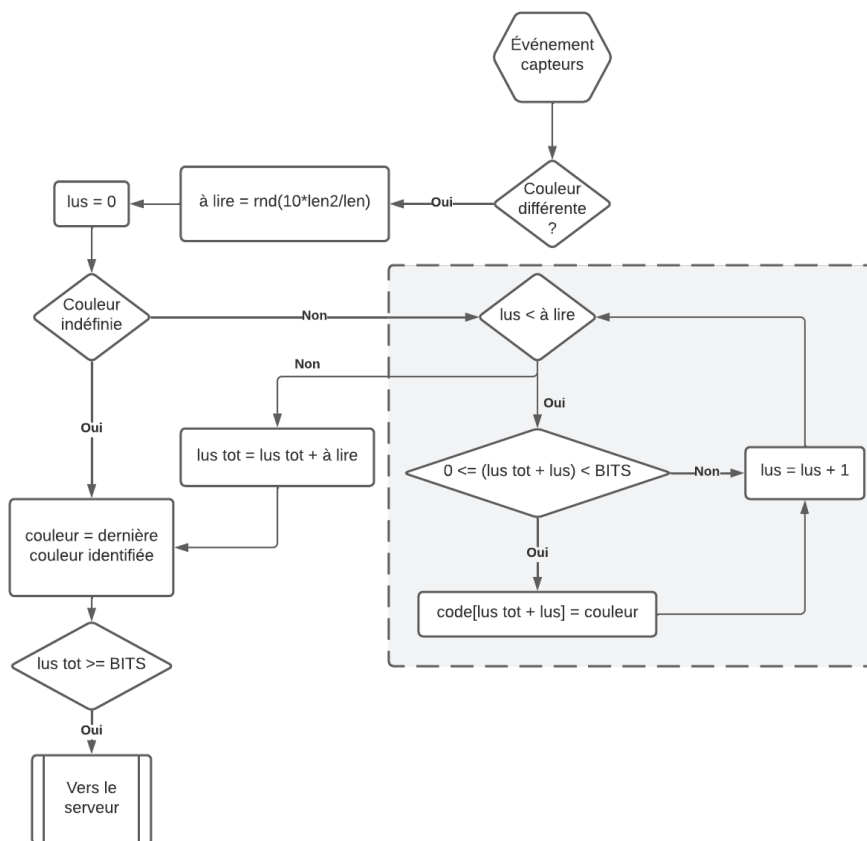 Événement
capteurs
Couleur
différente
?
Oui
à lire = rnd(10*len2/len)
lus = 0
Couleur
indéfinie
Non
lus < à lire
Non
Oui
Oui
lus tot = lus tot + à lire
0 <= (lus tot + lus) < BITS
Non
lus = lus + 1
couleur = dernière
couleur identifiée
Oui
code[lus tot + lus] = couleur
lus tot >= BITS
Oui
Vers le
serveur